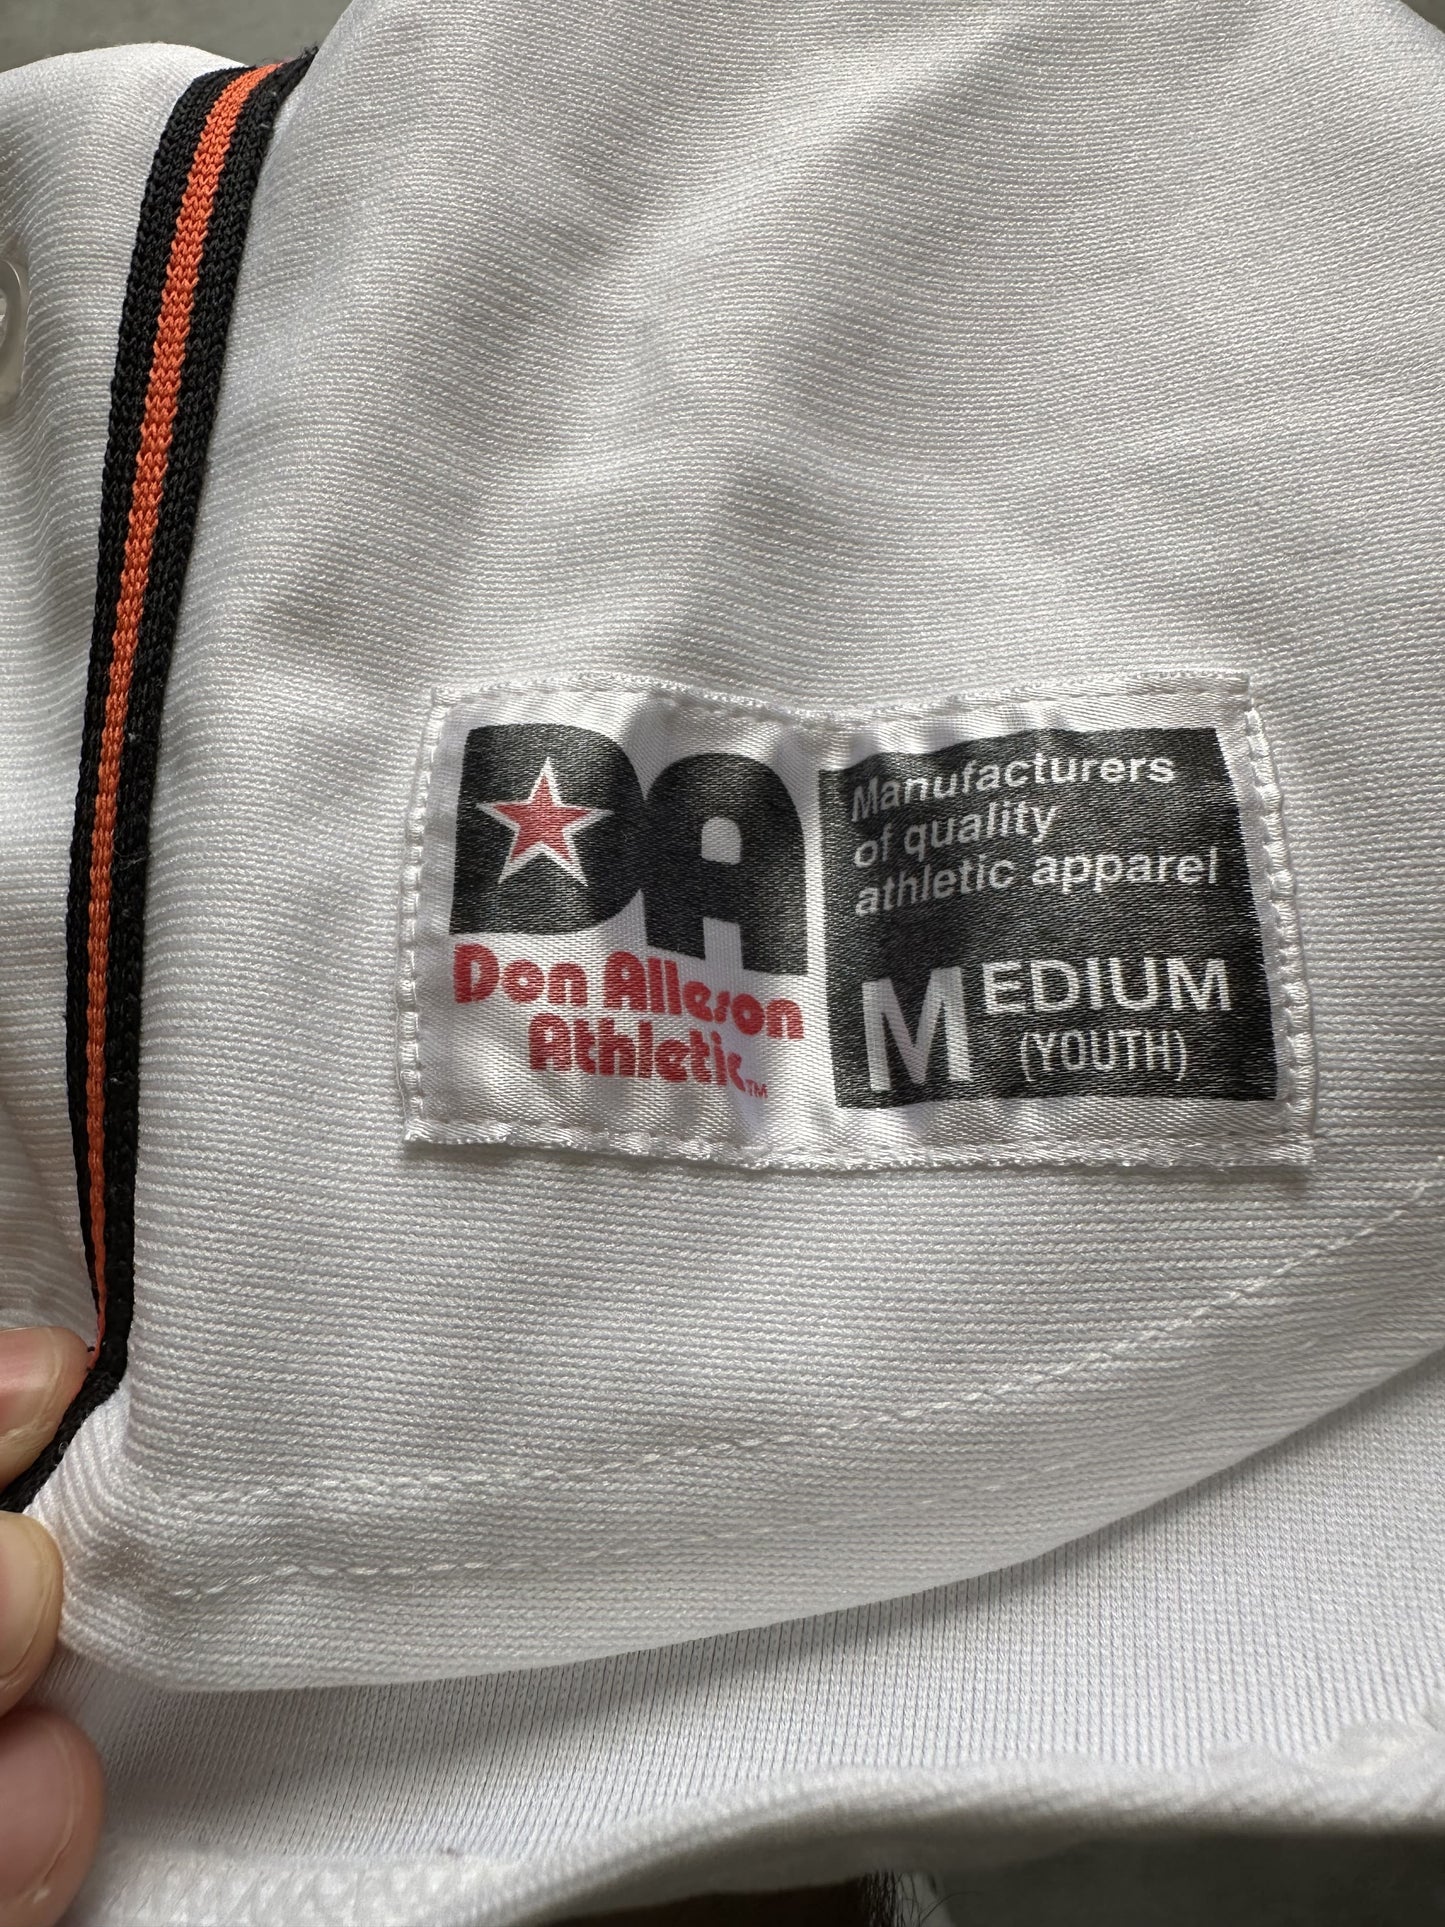 DA
Don Alleson
Athletic™
Manufacturers
of quality
athletic apparel
MEDIUM
(YOUTH)